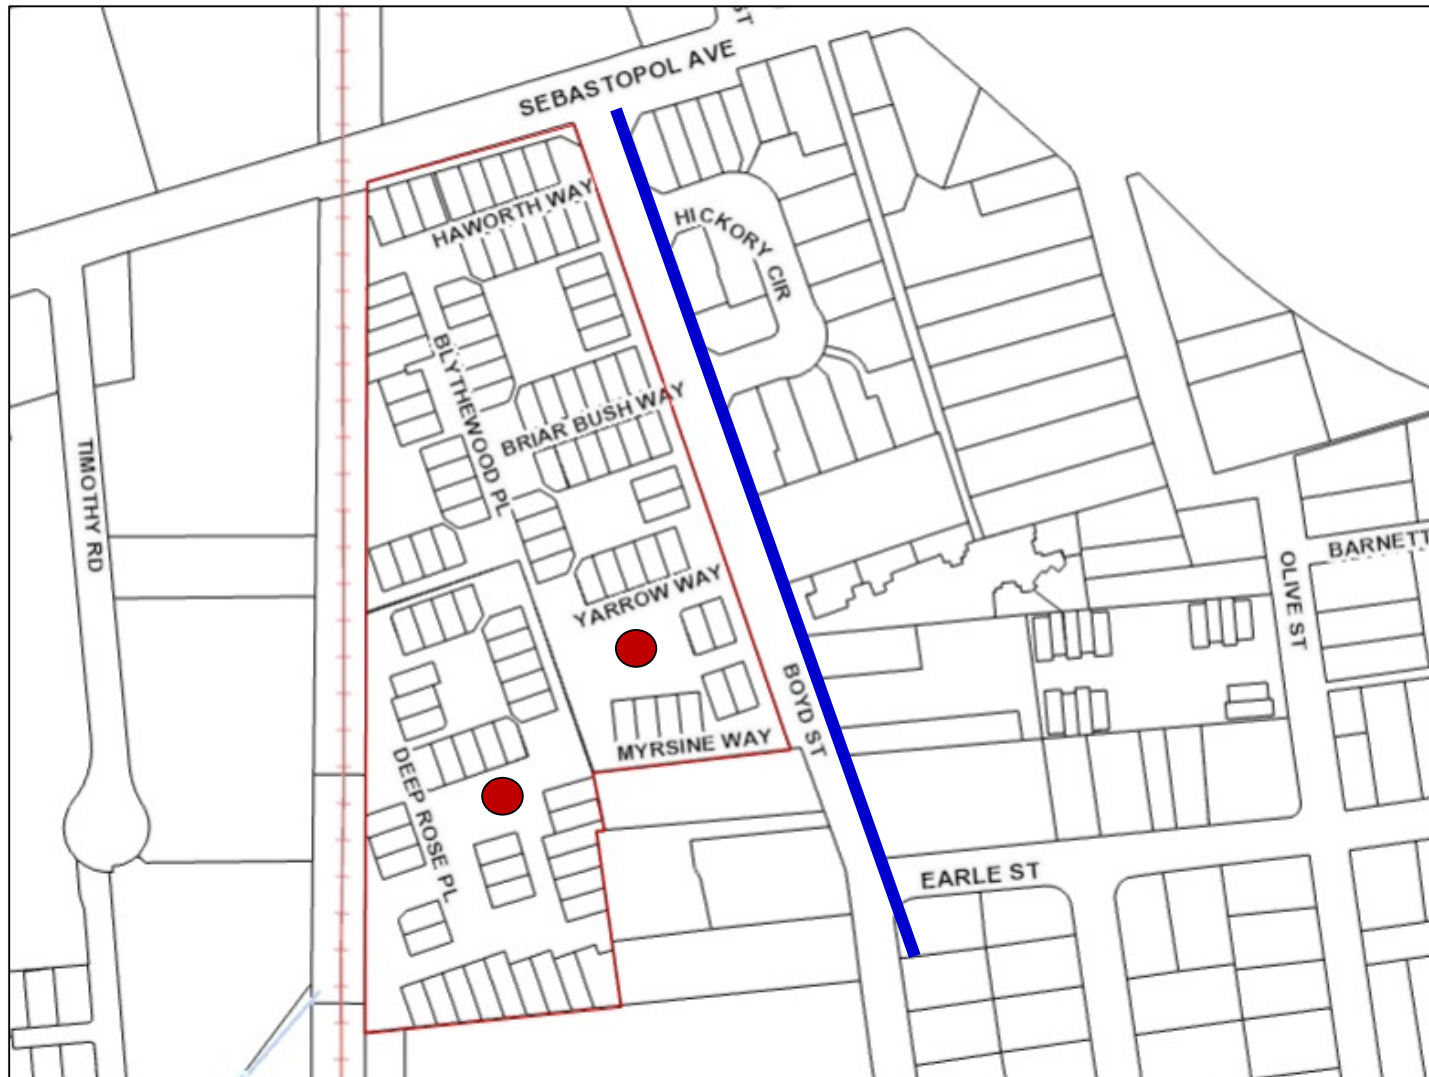 ST
SEBASTOPOL AVE
HAWORTH WAY
HICKORY CIR
BLYTHEWOOD PL
BRIAR BUSH WAY
TIMOTHY RD
YARROW WAY
BARNETT
OLIVE ST
BOYD ST
MYRSINE WAY
DEEP ROSE PL
EARLE ST